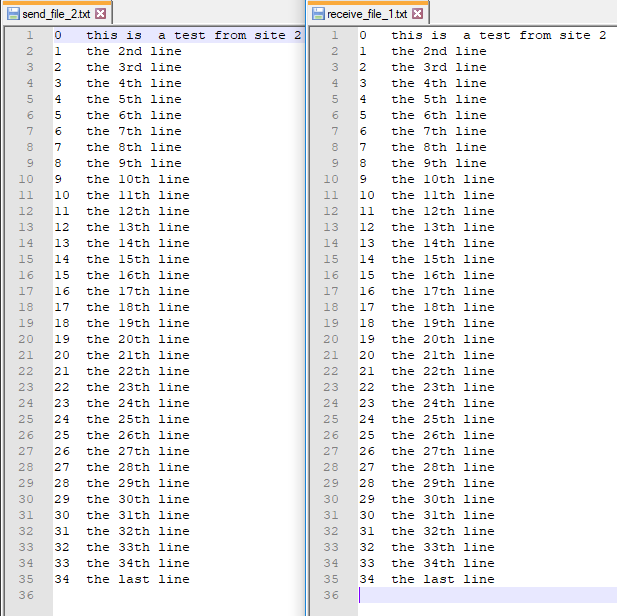 send_file_2.txt
1 0 this is  a test from site 2
2 1 the 2nd line
3 2 the 3rd line
4 3 the 4th line
5 4 the 5th line
6 5 the 6th line
7 6 the 7th line
8 7 the 8th line
9 8 the 9th line
10 9 the 10th line
11 10 the 11th line
12 11 the 12th line
13 12 the 13th line
14 13 the 14th line
15 14 the 15th line
16 15 the 16th line
17 16 the 17th line
18 17 the 18th line
19 18 the 19th line
20 19 the 20th line
21 20 the 21th line
22 21 the 22th line
23 22 the 23th line
24 23 the 24th line
25 24 the 25th line
26 25 the 26th line
27 26 the 27th line
28 27 the 28th line
29 28 the 29th line
30 29 the 30th line
31 30 the 31th line
32 31 the 32th line
33 32 the 33th line
34 33 the 34th line
35 34 the last line
36
receive_file_1.txt
1 0 this is  a test from site 2
2 1 the 2nd line
3 2 the 3rd line
4 3 the 4th line
5 4 the 5th line
6 5 the 6th line
7 6 the 7th line
8 7 the 8th line
9 8 the 9th line
10 9 the 10th line
11 10 the 11th line
12 11 the 12th line
13 12 the 13th line
14 13 the 14th line
15 14 the 15th line
16 15 the 16th line
17 16 the 17th line
18 17 the 18th line
19 18 the 19th line
20 19 the 20th line
21 20 the 21th line
22 21 the 22th line
23 22 the 23th line
24 23 the 24th line
25 24 the 25th line
26 25 the 26th line
27 26 the 27th line
28 27 the 28th line
29 28 the 29th line
30 29 the 30th line
31 30 the 31th line
32 31 the 32th line
33 32 the 33th line
34 33 the 34th line
35 34 the last line
36